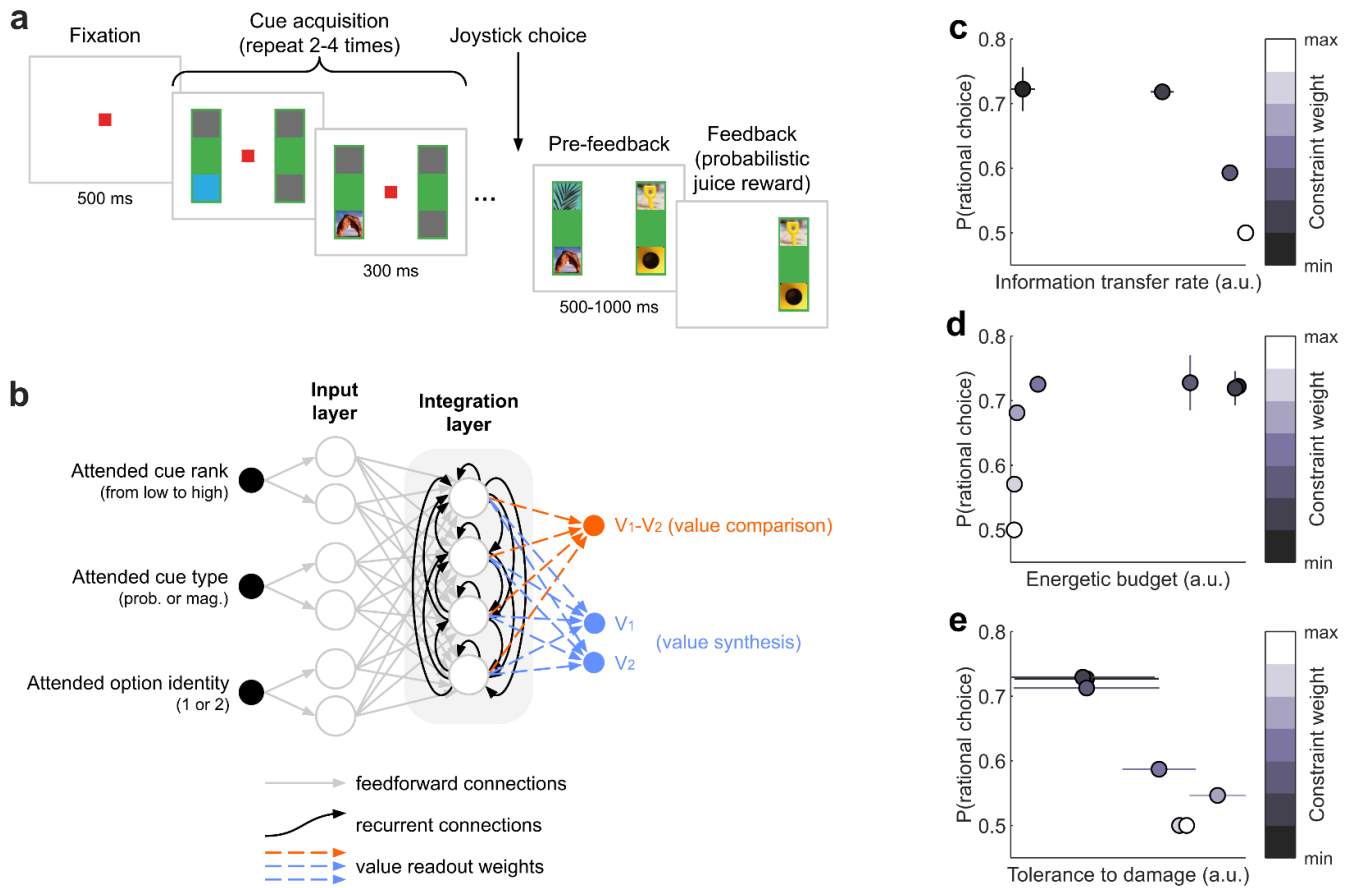 a
Fixation
Cue acquisition
(repeat 2-4 times)
Joystick choice
500 ms
300 ms
...
Pre-feedback
500-1000 ms
Feedback
(probabilistic
juice reward)
b
Input
layer
Integration
layer
Attended cue rank
(from low to high)
Attended cue type
(prob. or mag.)
Attended option identity
(1 or 2)
V1-V2 (value comparison)
V1
V2
(value synthesis)
feedforward connections
recurrent connections
value readout weights
c
P(rational choice)
0.8
0.7
0.6
0.5
Information transfer rate (a.u.)
max
Constraint weight
min
d
P(rational choice)
0.8
0.7
0.6
0.5
Energetic budget (a.u.)
max
Constraint weight
min
e
P(rational choice)
0.8
0.7
0.6
0.5
Tolerance to damage (a.u.)
max
Constraint weight
min